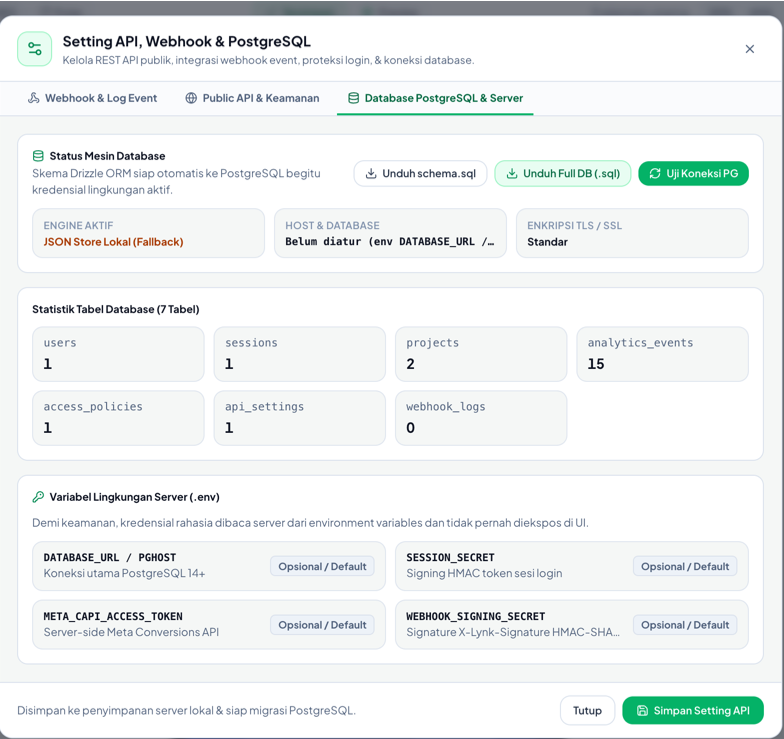 Setting API, Webhook & PostgreSQL
Kelola REST API publik, integrasi webhook event, proteksi login, & koneksi database.
Webhook & Log Event
Public API & Keamanan
Database PostgreSQL & Server
Status Mesin Database
Skema Drizzle ORM siap otomatis ke PostgreSQL begitu
kredensial lingkungan aktif.
Unduh schema.sql
Unduh Full DB (.sql)
Uji Koneksi PG
ENGINE AKTIF
JSON Store Lokal (Fallback)
HOST & DATABASE
Belum diatur (env DATABASE_URL /…
ENKRIPSI TLS / SSL
Standar
Statistik Tabel Database (7 Tabel)
users
1
sessions
1
projects
2
analytics_events
15
access_policies
1
api_settings
1
webhook_logs
0
Variabel Lingkungan Server (.env)
Demi keamanan, kredensial rahasia dibaca server dari environment variables dan tidak pernah diekspos di UI.
DATABASE_URL / PGHOST
Koneksi utama PostgreSQL 14+
Opsional / Default
SESSION_SECRET
Signing HMAC token sesi login
Opsional / Default
META_CAPI_ACCESS_TOKEN
Server-side Meta Conversions API
Opsional / Default
WEBHOOK_SIGNING_SECRET
Signature X-Lynk-Signature HMAC-SHA…
Opsional / Default
Disimpan ke penyimpanan server lokal & siap migrasi PostgreSQL.
Tutup
Simpan Setting API